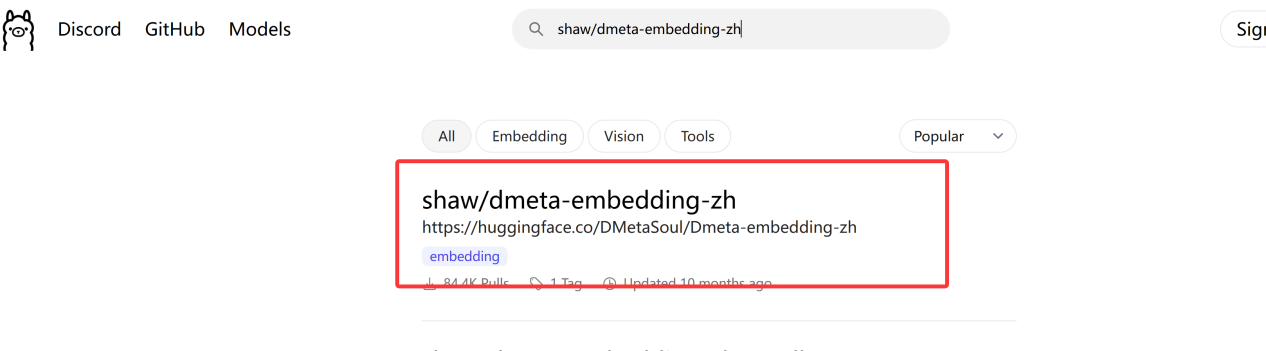 Discord GitHub Models shaw/dmeta-embedding-zh
All Embedding Vision Tools Popular
shaw/dmeta-embedding-zh
https://huggingface.co/DMetaSoul/Dmeta-embedding-zh
embedding
84.4K Pulls 1 Tag Updated 10 months ago